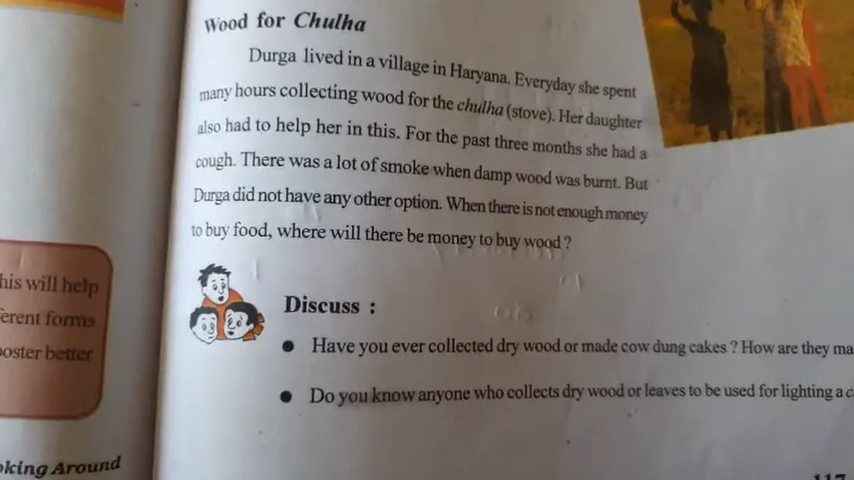 Wood for Chulha
Durga lived in a village in Haryana. Everyday she spent
many hours collecting wood for the chulha (stove). Her daughter
also had to help her in this. For the past three months she had a
cough. There was a lot of smoke when damp wood was burnt. But
Durga did not have any other option. When there is not enough money
to buy food, where will there be money to buy wood ?
his will help
erent forms
oster better
Discuss :
● Have you ever collected dry wood or made cow dung cakes ? How are they ma
● Do you know anyone who collects dry wood or leaves to be used for lighting a c
oking Around
117